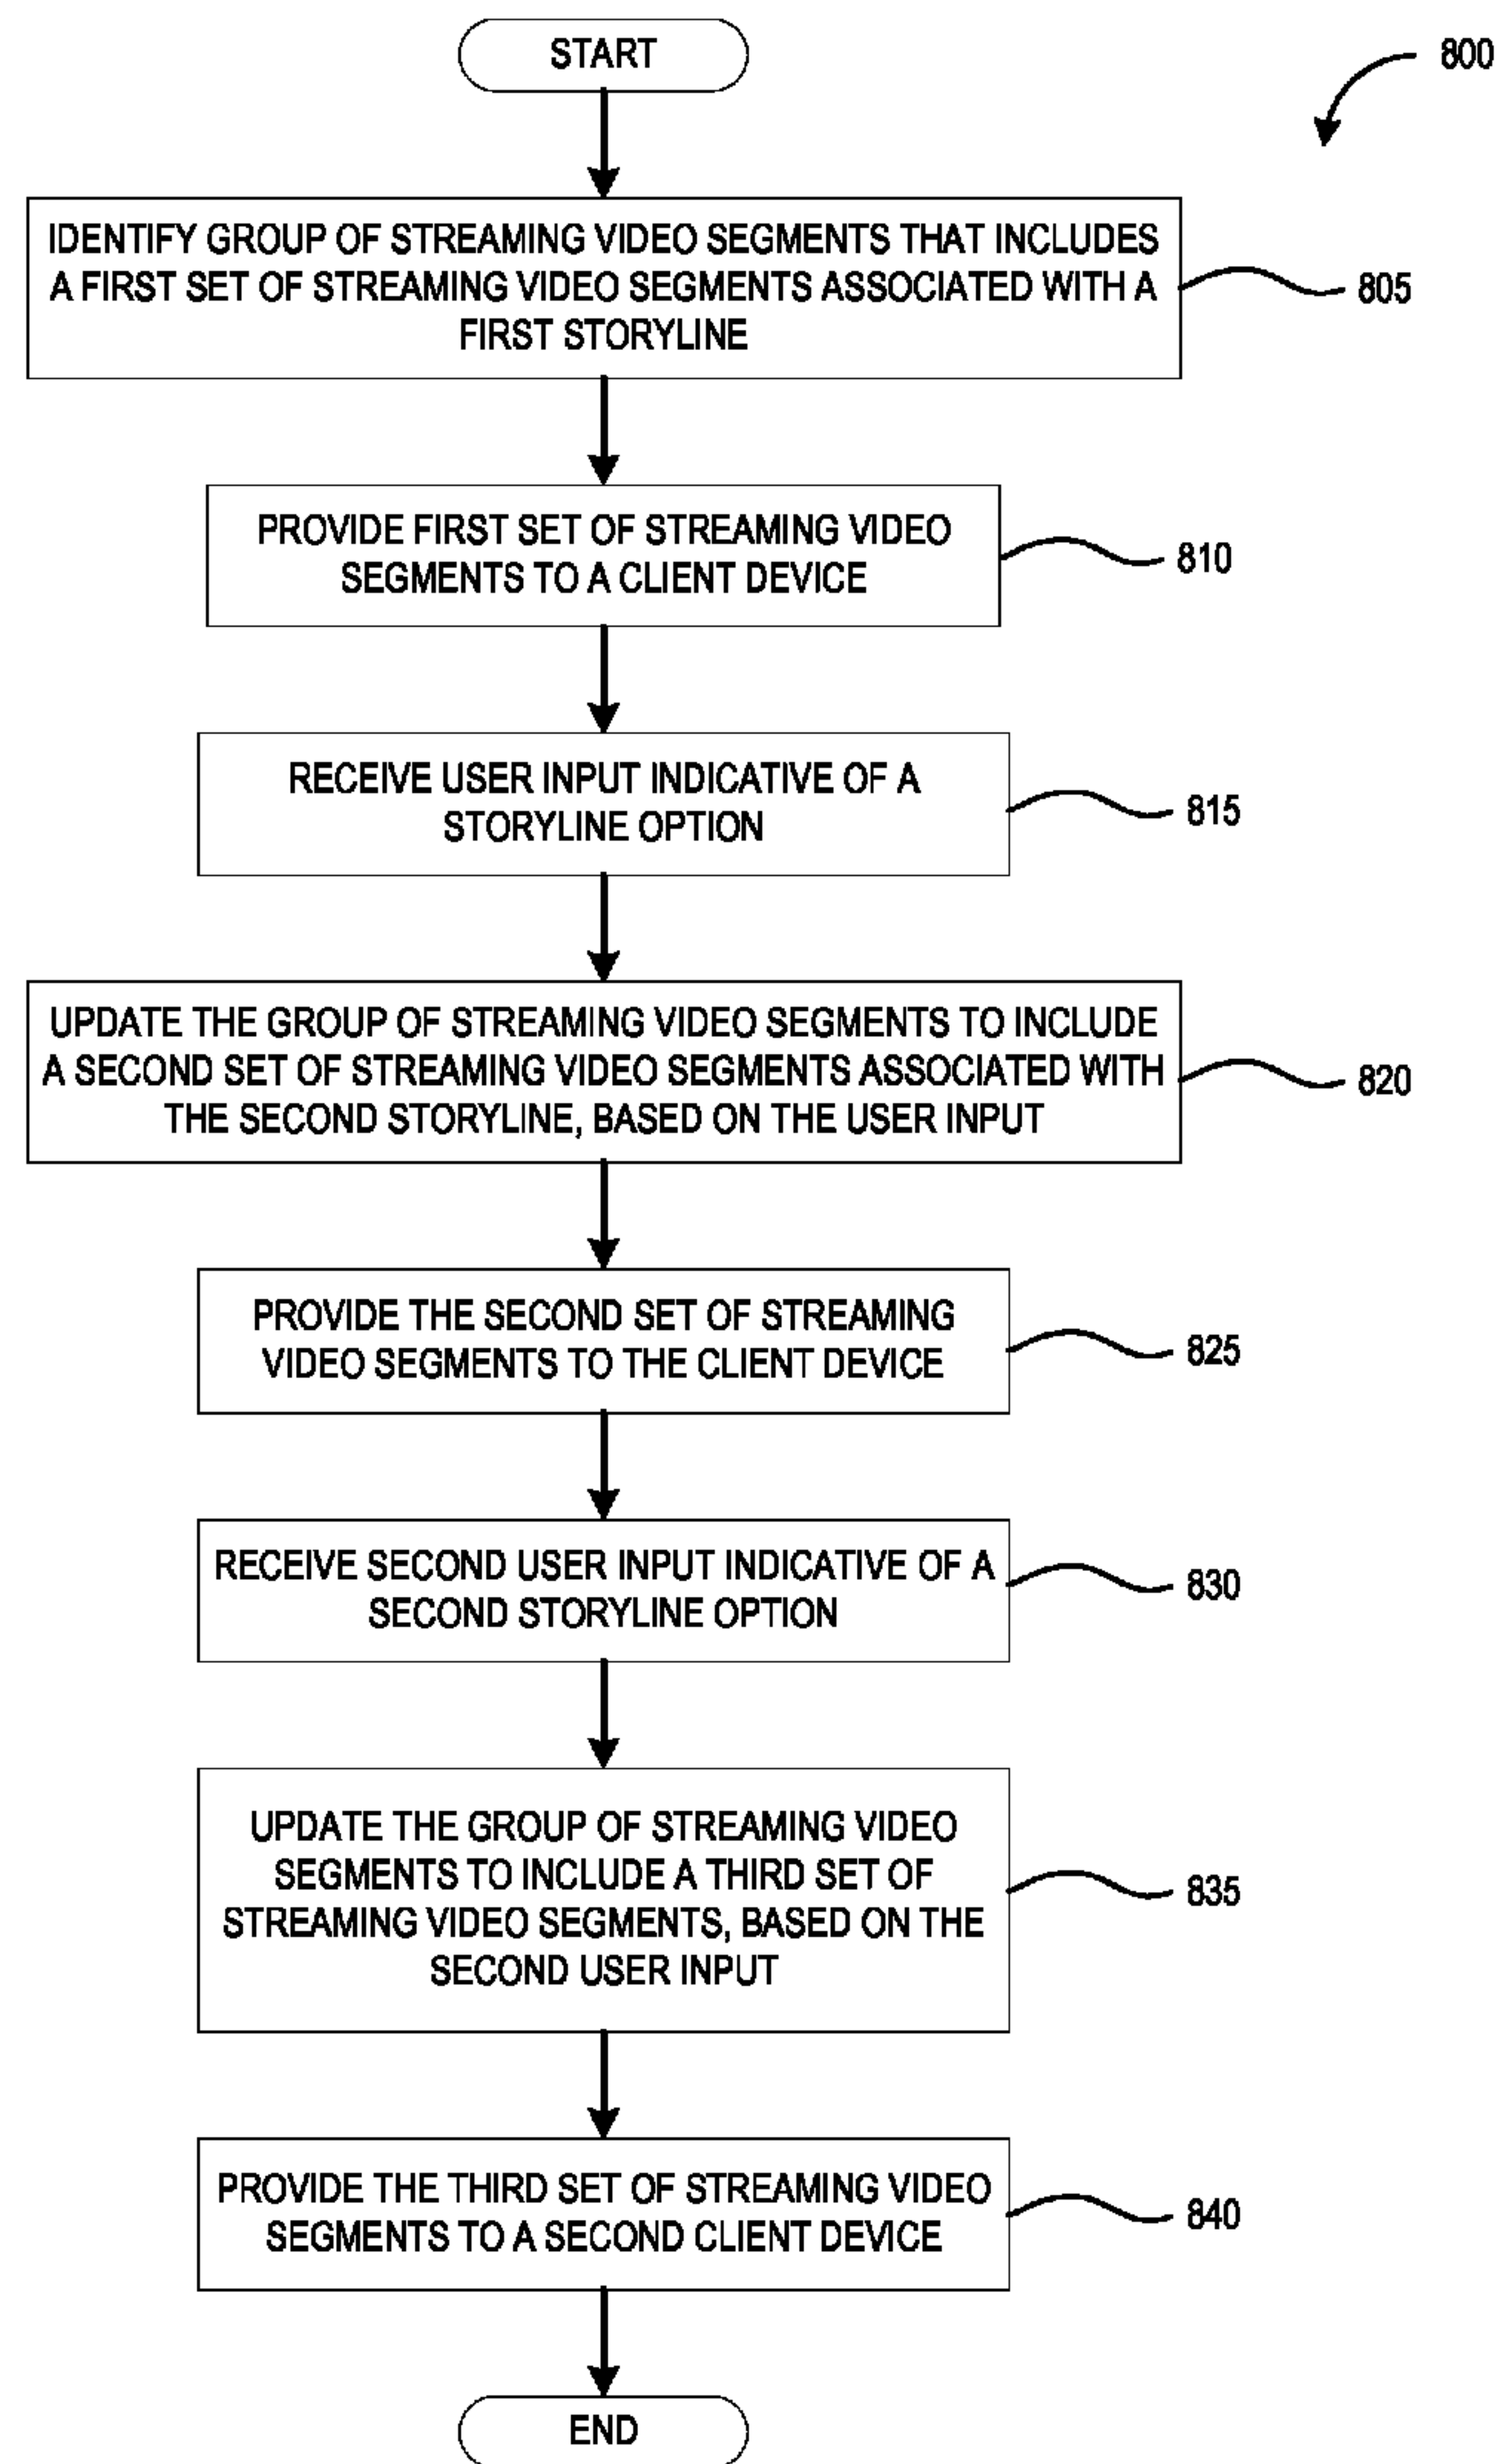 START
800
IDENTIFY GROUP OF STREAMING VIDEO SEGMENTS THAT INCLUDES
A FIRST SET OF STREAMING VIDEO SEGMENTS ASSOCIATED WITH A
FIRST STORYLINE
805
PROVIDE FIRST SET OF STREAMING VIDEO
SEGMENTS TO A CLIENT DEVICE
810
RECEIVE USER INPUT INDICATIVE OF A
STORYLINE OPTION
815
UPDATE THE GROUP OF STREAMING VIDEO SEGMENTS TO INCLUDE
A SECOND SET OF STREAMING VIDEO SEGMENTS ASSOCIATED WITH
THE SECOND STORYLINE, BASED ON THE USER INPUT
820
PROVIDE THE SECOND SET OF STREAMING
VIDEO SEGMENTS TO THE CLIENT DEVICE
825
RECEIVE SECOND USER INPUT INDICATIVE OF A
SECOND STORYLINE OPTION
830
UPDATE THE GROUP OF STREAMING VIDEO
SEGMENTS TO INCLUDE A THIRD SET OF
STREAMING VIDEO SEGMENTS, BASED ON THE
SECOND USER INPUT
835
PROVIDE THE THIRD SET OF STREAMING VIDEO
SEGMENTS TO A SECOND CLIENT DEVICE
840
END